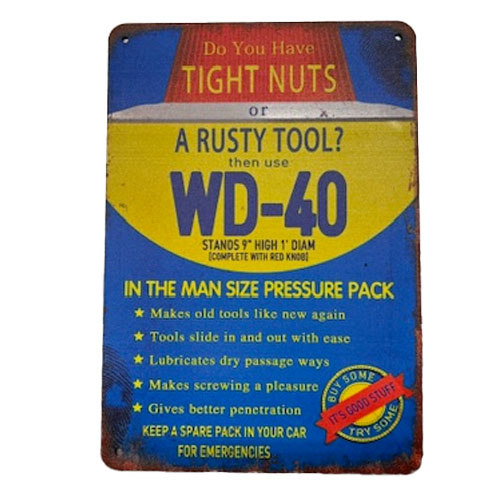 Do You Have
TIGHT NUTS
or
A RUSTY TOOL?
then use
WD-40
STANDS 9" HIGH 1' DIAM
[COMPLETE WITH RED KNOB]
IN THE MAN SIZE PRESSURE PACK
★ Makes old tools like new again
★ Tools slide in and out with ease
★ Lubricates dry passage ways
★ Makes screwing a pleasure
★ Gives better penetration
KEEP A SPARE PACK IN YOUR CAR
FOR EMERGENCIES
BUY SOME
IT'S GOOD STUFF
TRY SOME